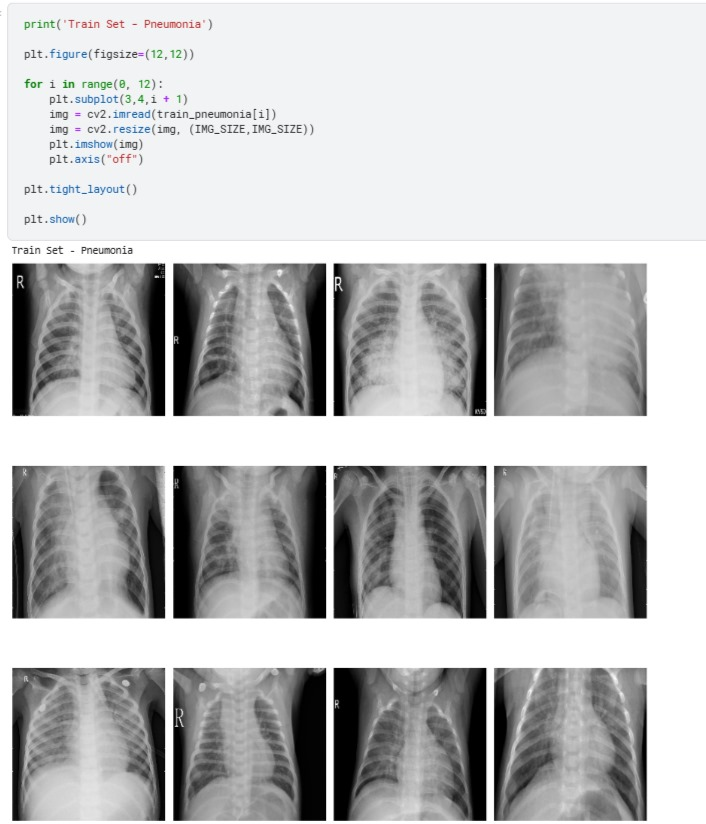 print('Train Set - Pneumonia')
plt.figure(figsize=(12,12))
for i in range(0, 12):
    plt.subplot(3,4,i + 1)
    img = cv2.imread(train_pneumonia[i])
    img = cv2.resize(img, (IMG_SIZE,IMG_SIZE))
    plt.imshow(img)
    plt.axis("off")
plt.tight_layout()
plt.show()
Train Set - Pneumonia
R
R
R
R
R
R
R
R
R